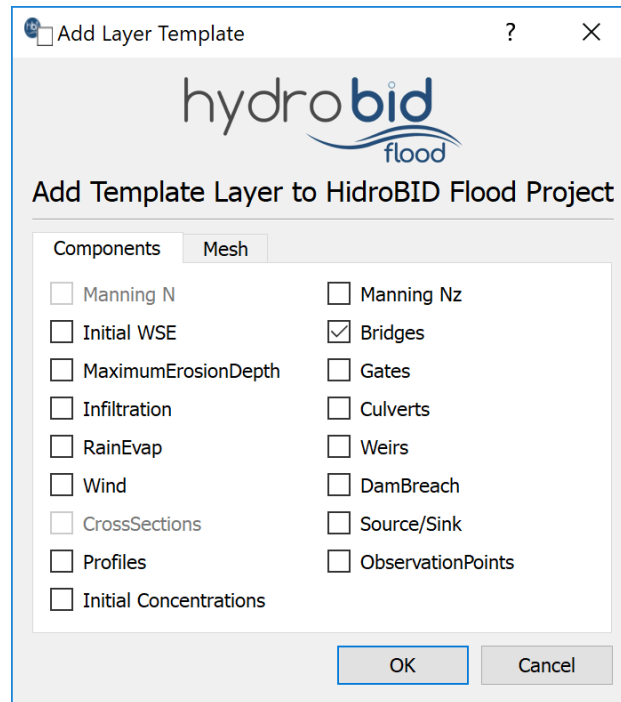 Add Layer Template
hydrobid
flood
Add Template Layer to HidroBID Flood Project
Components Mesh
Manning N Manning Nz
Initial WSE Bridges
MaximumErosionDepth Gates
Infiltration Culverts
RainEvap Weirs
Wind DamBreach
CrossSections Source/Sink
Profiles ObservationPoints
Initial Concentrations
OK Cancel